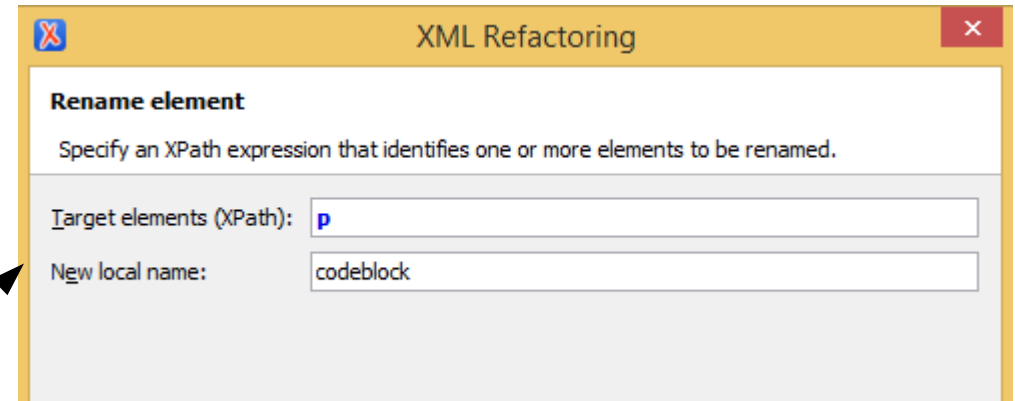 XML Refactoring
Rename element
Specify an XPath expression that identifies one or more elements to be renamed.
Target elements (XPath): p
New local name: codeblock